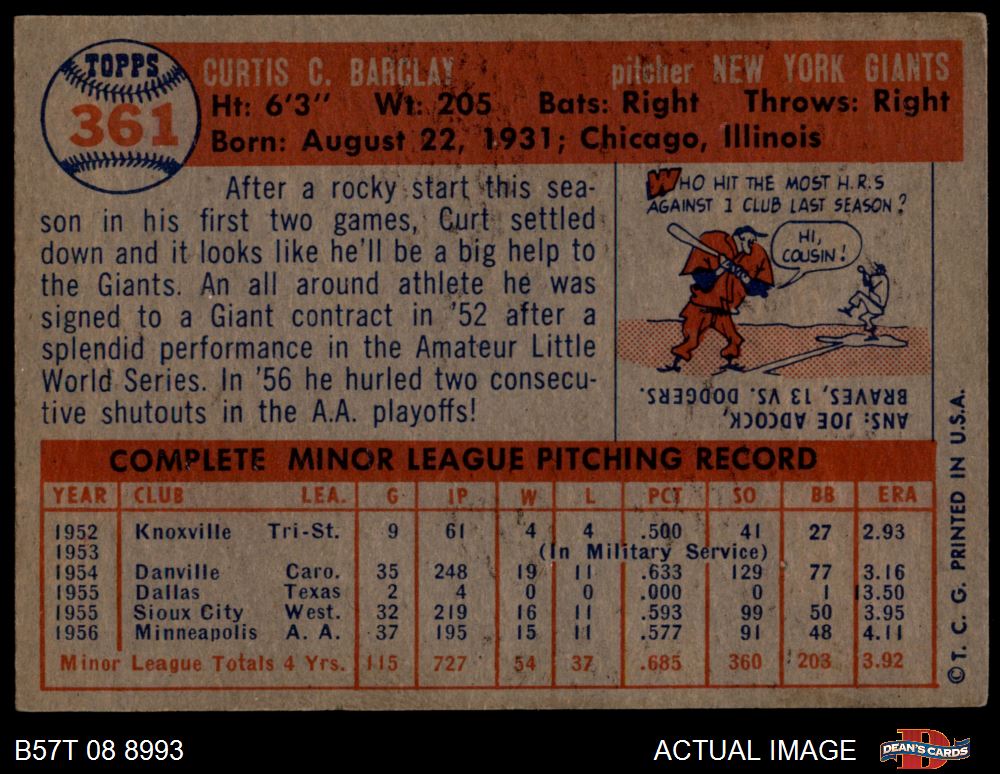 TOPPS
361
CURTIS C. BARCLAY pitcher NEW YORK GIANTS
Ht: 6'3" Wt: 205 Bats: Right Throws: Right
Born: August 22, 1931; Chicago, Illinois
After a rocky start this sea-
son in his first two games, Curt settled
down and it looks like he'll be a big help to
the Giants. An all around athlete he was
signed to a Giant contract in '52 after a
splendid performance in the Amateur Little
World Series. In '56 he hurled two consecu-
tive shutouts in the A.A. playoffs!
WHO HIT THE MOST H.R.S
AGAINST 1 CLUB LAST SEASON?
HI,
COUSIN!
ANS: JOE ADCOCK,
BRAVES, 13 VS. DODGERS.
COMPLETE MINOR LEAGUE PITCHING RECORD
YEAR CLUB LEA. G IP W L PCT SO BB ERA
1952 Knoxville Tri-St. 9 61 4 4 .500 41 27 2.93
1953 (In Military Service)
1954 Danville Caro. 35 248 19 11 .633 129 77 3.16
1955 Dallas Texas 2 4 0 0 .000 0 1 13.50
1955 Sioux City West. 32 219 16 11 .593 99 50 3.95
1956 Minneapolis A. A. 37 195 15 11 .577 91 48 4.11
Minor League Totals 4 Yrs. 115 727 54 37 .685 360 203 3.92
© T. C. G. PRINTED IN U.S.A.
B57T 08 8993 ACTUAL IMAGE
DEAN'S CARDS